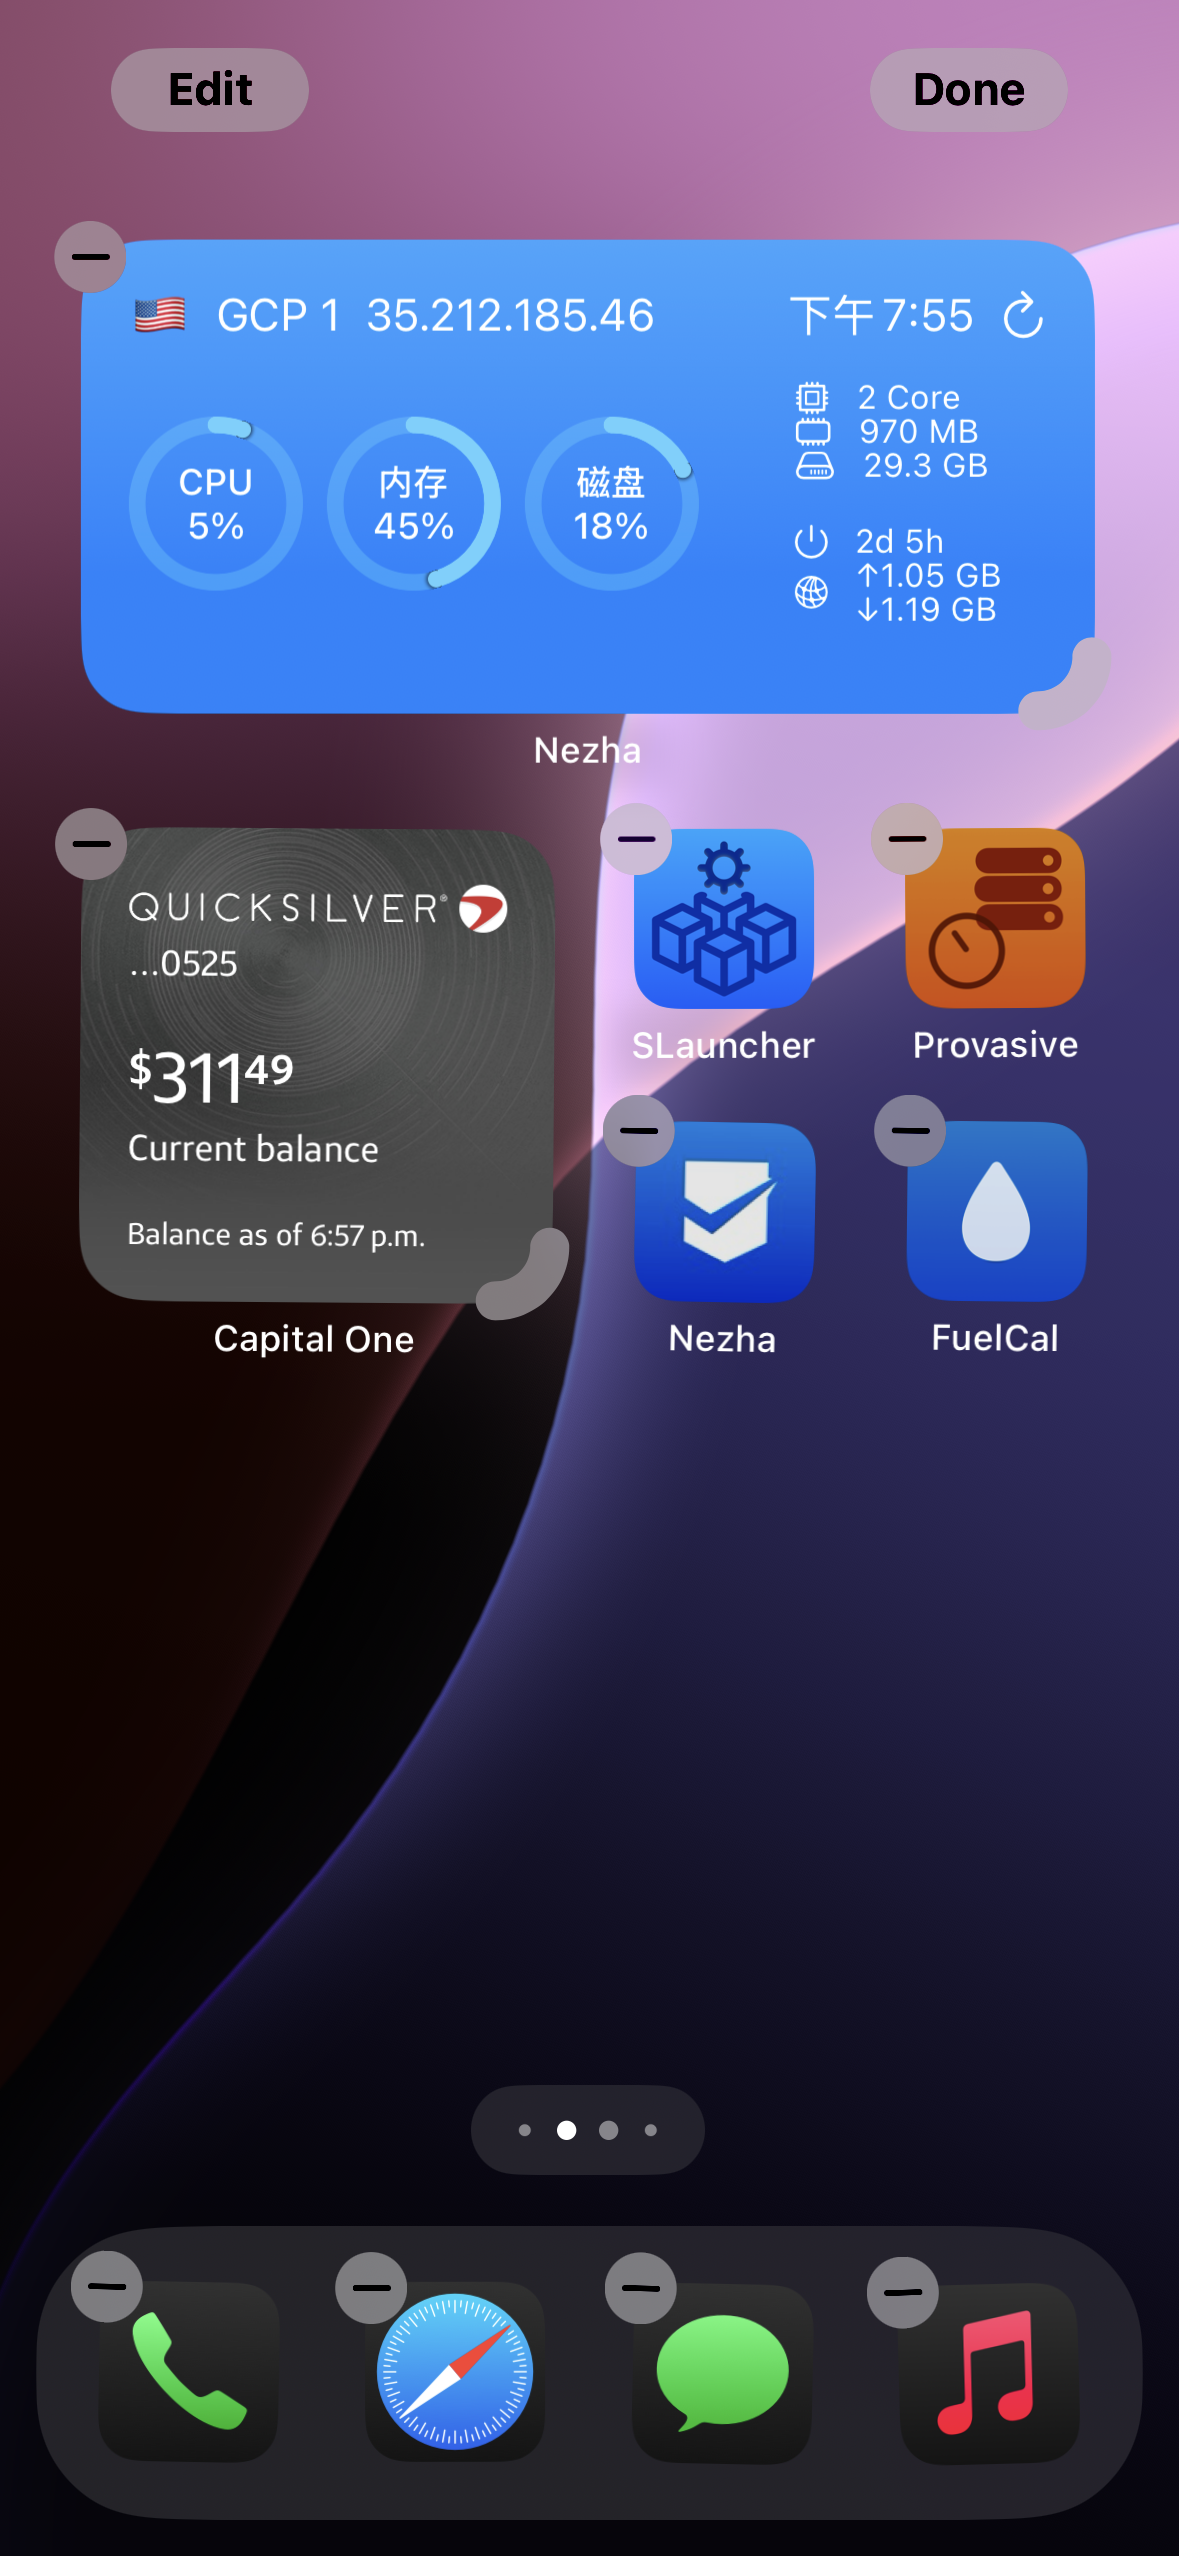 Edit
Done
🇺🇸 GCP 1 35.212.185.46
下午 7:55
CPU
5%
内存
45%
磁盘
18%
2 Core
970 MB
29.3 GB
2d 5h
↑1.05 GB
↓1.19 GB
Nezha
QUICKSILVER®
...0525
$311⁴⁹
Current balance
Balance as of 6:57 p.m.
Capital One
SLauncher
Provasive
Nezha
FuelCal